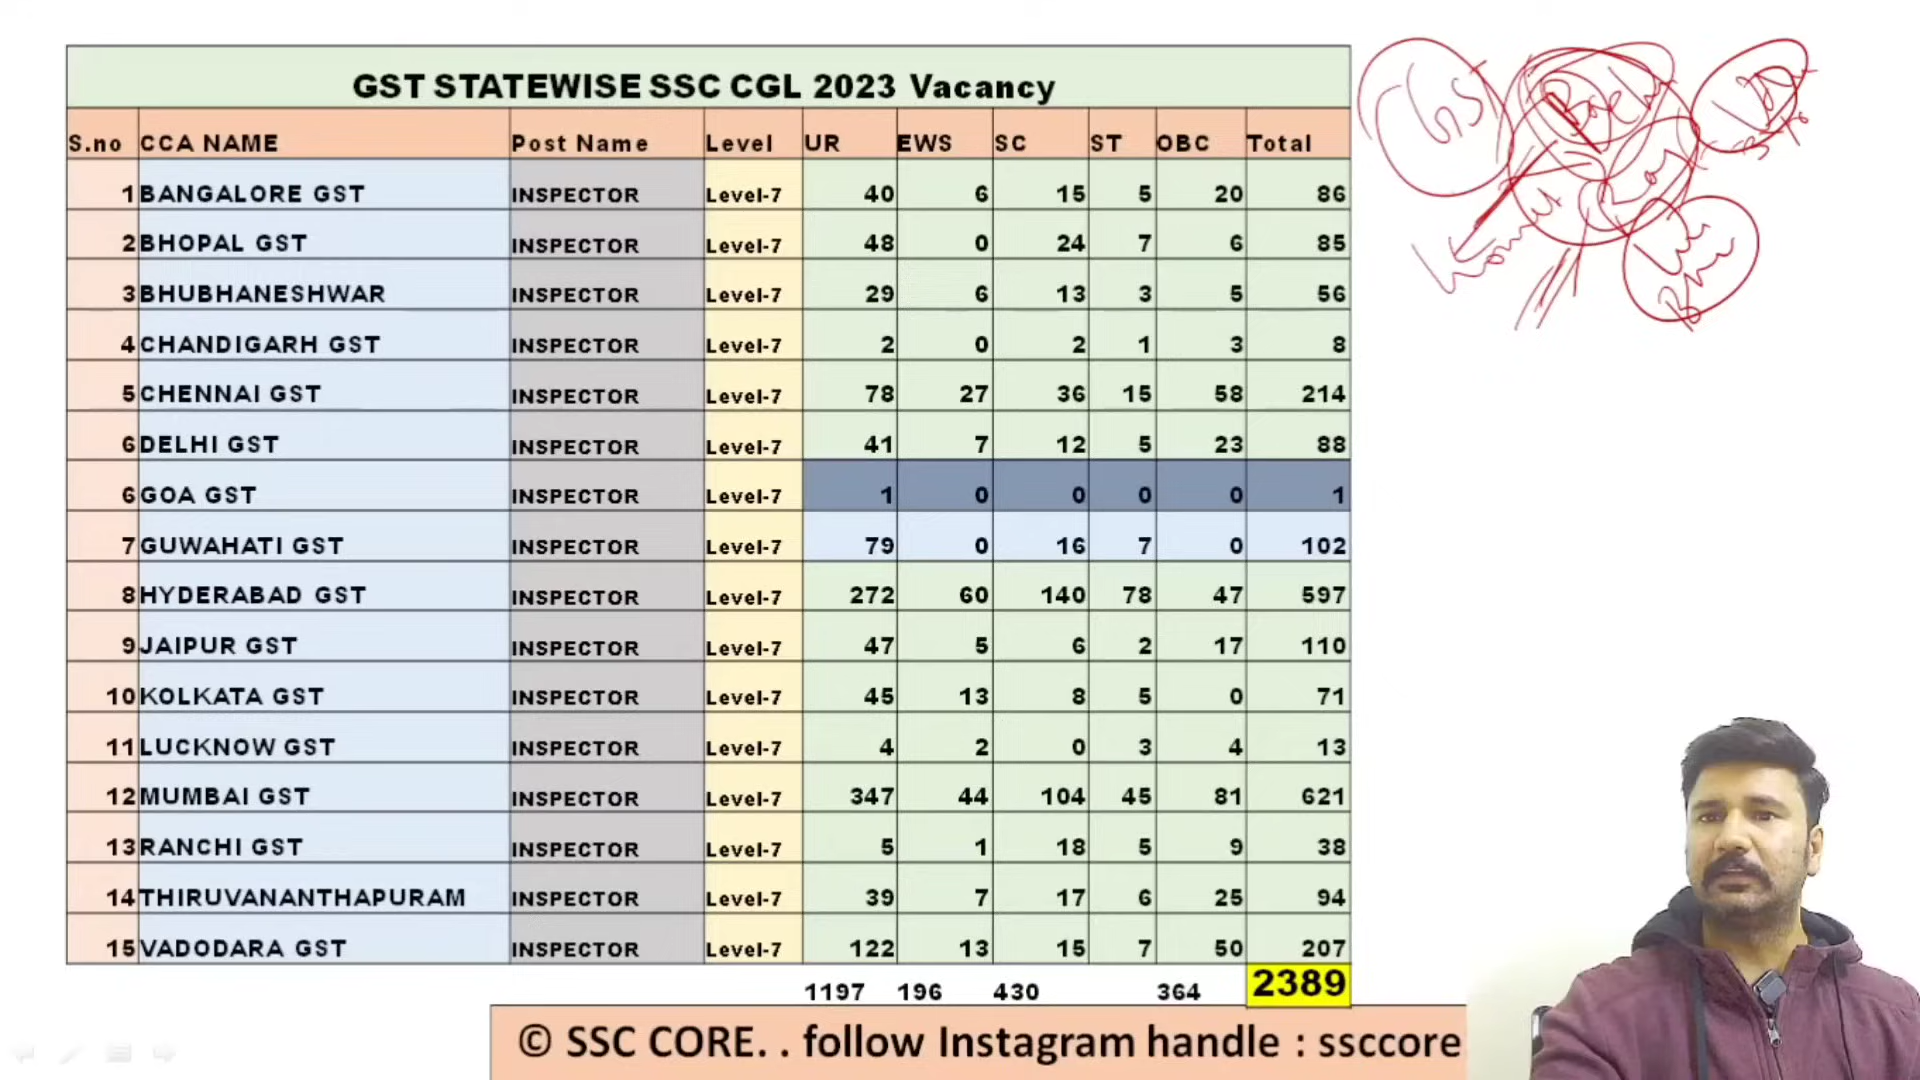 GST STATEWISE SSC CGL 2023 Vacancy
S.no CCA NAME Post Name Level UR EWS SC ST OBC Total
1 BANGALORE GST INSPECTOR Level-7 40 6 15 5 20 86
2 BHOPAL GST INSPECTOR Level-7 48 0 24 7 6 85
3 BHUBHANESHWAR INSPECTOR Level-7 29 6 13 3 5 56
4 CHANDIGARH GST INSPECTOR Level-7 2 0 2 1 3 8
5 CHENNAI GST INSPECTOR Level-7 78 27 36 15 58 214
6 DELHI GST INSPECTOR Level-7 41 7 12 5 23 88
6 GOA GST INSPECTOR Level-7 1 0 0 0 0 1
7 GUWAHATI GST INSPECTOR Level-7 79 0 16 7 0 102
8 HYDERABAD GST INSPECTOR Level-7 272 60 140 78 47 597
9 JAIPUR GST INSPECTOR Level-7 47 5 6 2 17 110
10 KOLKATA GST INSPECTOR Level-7 45 13 8 5 0 71
11 LUCKNOW GST INSPECTOR Level-7 4 2 0 3 4 13
12 MUMBAI GST INSPECTOR Level-7 347 44 104 45 81 621
13 RANCHI GST INSPECTOR Level-7 5 1 18 5 9 38
14 THIRUVANANTHAPURAM INSPECTOR Level-7 39 7 17 6 25 94
15 VADODARA GST INSPECTOR Level-7 122 13 15 7 50 207
1197 196 430 364 2389
© SSC CORE. . follow Instagram handle : ssccore
GST